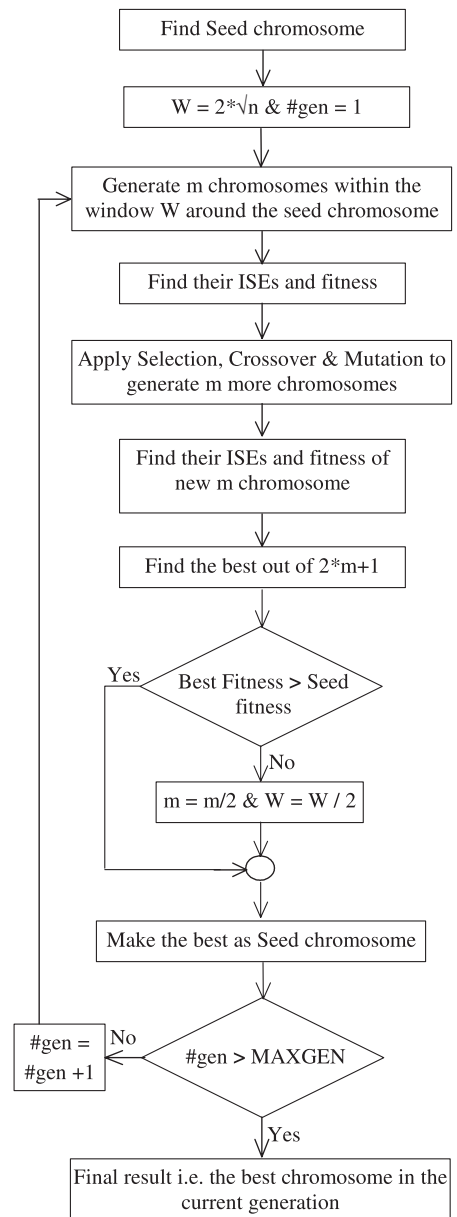 Find Seed chromosome
W = 2*√n & #gen = 1
Generate m chromosomes within the
window W around the seed chromosome
Find their ISEs and fitness
Apply Selection, Crossover & Mutation to
generate m more chromosomes
Find their ISEs and fitness of
new m chromosome
Find the best out of 2*m+1
Yes
Best Fitness > Seed
fitness
No
m = m/2 & W = W / 2
Make the best as Seed chromosome
#gen =
#gen +1
No
#gen > MAXGEN
Yes
Final result i.e. the best chromosome in the
current generation